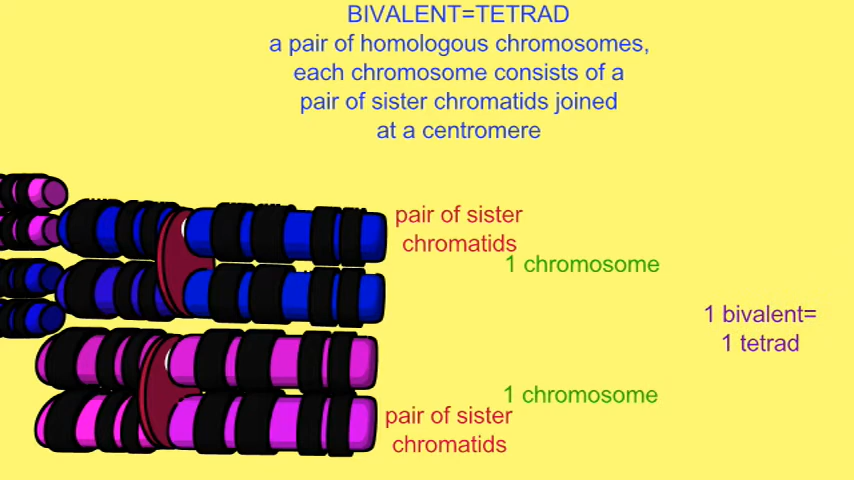 BIVALENT=TETRAD
a pair of homologous chromosomes,
each chromosome consists of a
pair of sister chromatids joined
at a centromere
pair of sister
chromatids
1 chromosome
1 bivalent=
1 tetrad
1 chromosome
pair of sister
chromatids